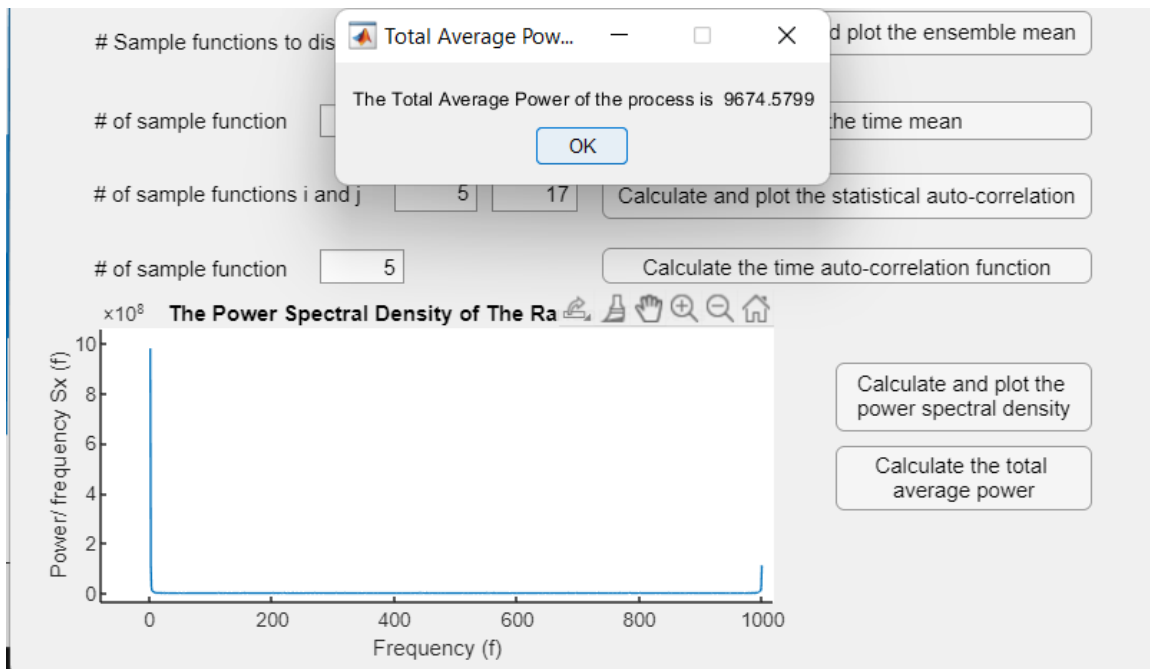 Total Average Pow...
The Total Average Power of the process is 9674.5799
OK
# Sample functions to dis
d plot the ensemble mean
# of sample function
the time mean
# of sample functions i and j 5 17 Calculate and plot the statistical auto-correlation
# of sample function 5 Calculate the time auto-correlation function
×10⁸ The Power Spectral Density of The Ra
Power/ frequency Sx (f)
10
8
6
4
2
0
0 200 400 600 800 1000
Frequency (f)
Calculate and plot the
power spectral density
Calculate the total
average power